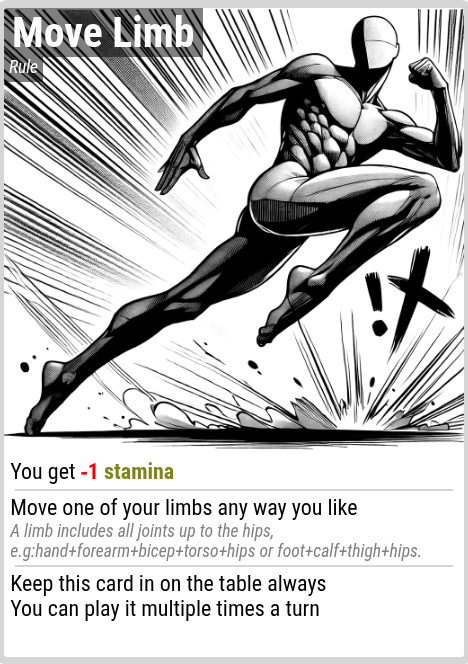 Move Limb
Rule
You get -1 stamina
Move one of your limbs any way you like
A limb includes all joints up to the hips,
e.g:hand+forearm+bicep+torso+hips or foot+calf+thigh+hips.
Keep this card in on the table always
You can play it multiple times a turn